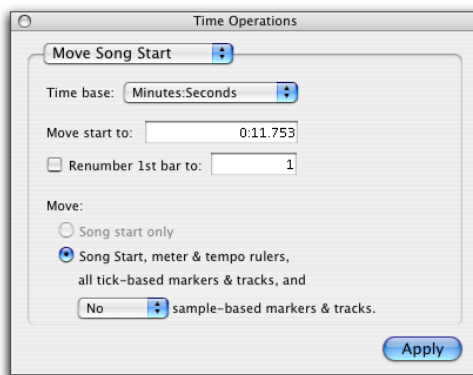 Time Operations
Move Song Start
Time base: Minutes:Seconds
Move start to: 0:11.753
Renumber 1st bar to: 1
Move:
Song start only
Song Start, meter & tempo rulers,
all tick-based markers & tracks, and
No sample-based markers & tracks.
Apply